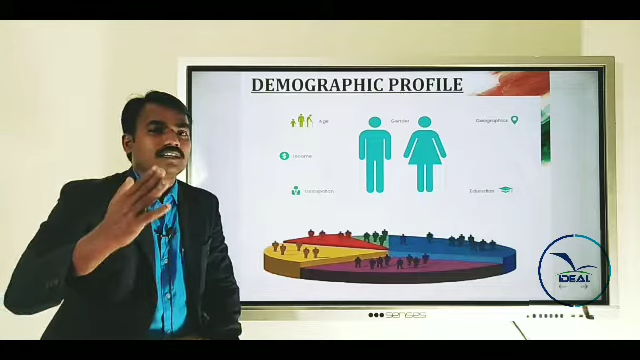 DEMOGRAPHIC PROFILE
Age
Gender
Demographics
Income
Occupation
Education
IDEAL
senses